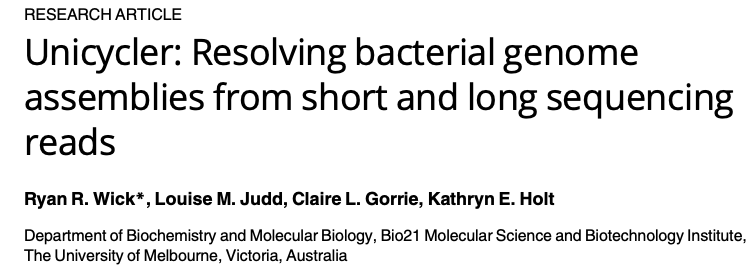 RESEARCH ARTICLE
Unicycler: Resolving bacterial genome
assemblies from short and long sequencing
reads
Ryan R. Wick*, Louise M. Judd, Claire L. Gorrie, Kathryn E. Holt
Department of Biochemistry and Molecular Biology, Bio21 Molecular Science and Biotechnology Institute,
The University of Melbourne, Victoria, Australia